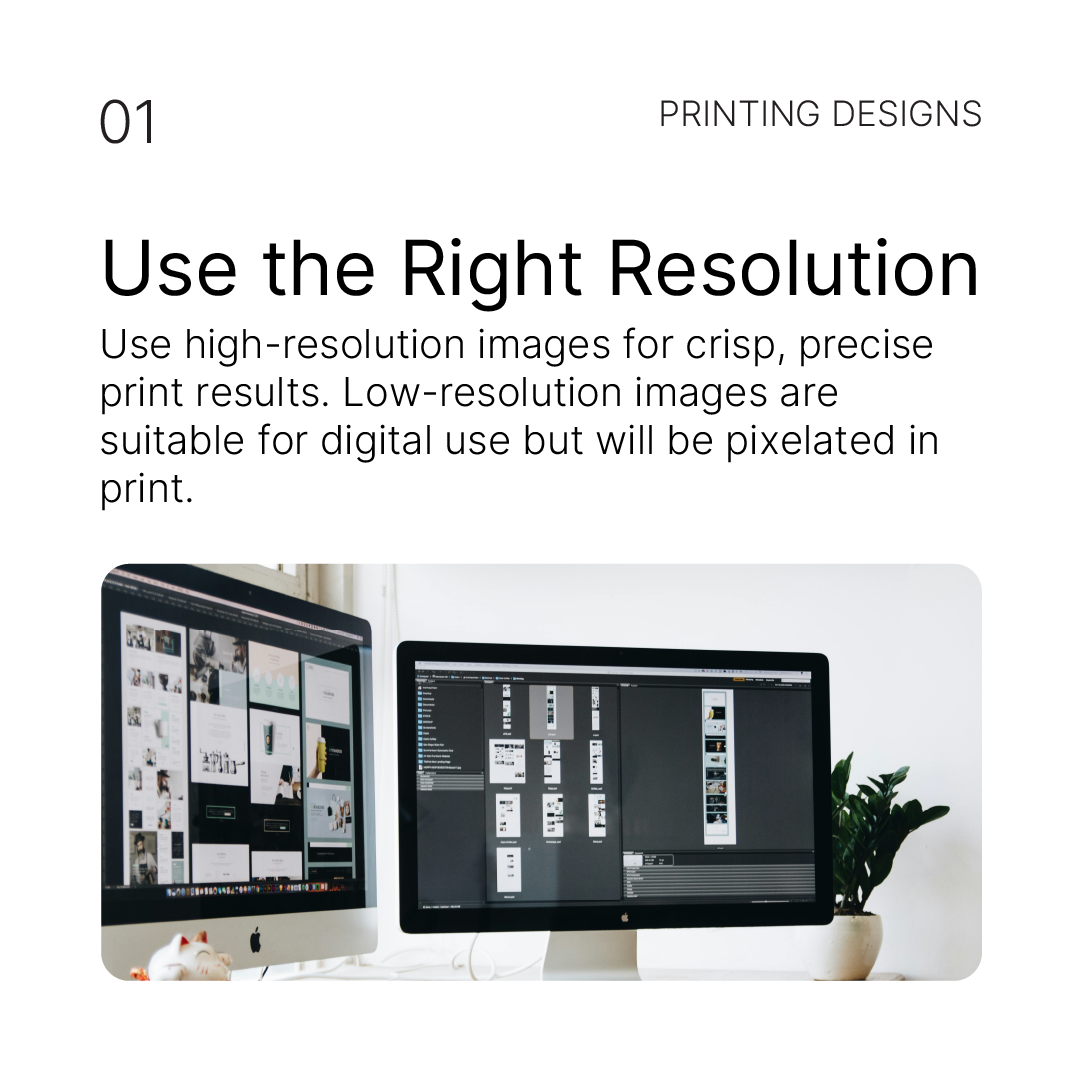 01
PRINTING DESIGNS
Use the Right Resolution
Use high-resolution images for crisp, precise
print results. Low-resolution images are
suitable for digital use but will be pixelated in
print.